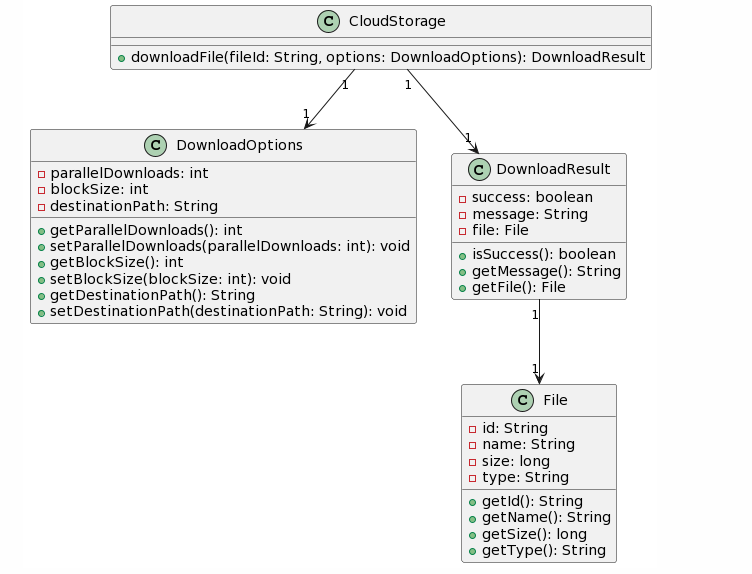 C CloudStorage
downloadFile(fileId: String, options: DownloadOptions): DownloadResult
1
1
1
1
C DownloadOptions
parallelDownloads: int
blockSize: int
destinationPath: String
getParallelDownloads(): int
setParallelDownloads(parallelDownloads: int): void
getBlockSize(): int
setBlockSize(blockSize: int): void
getDestinationPath(): String
setDestinationPath(destinationPath: String): void
C DownloadResult
success: boolean
message: String
file: File
isSuccess(): boolean
getMessage(): String
getFile(): File
1
1
C File
id: String
name: String
size: long
type: String
getId(): String
getName(): String
getSize(): long
getType(): String